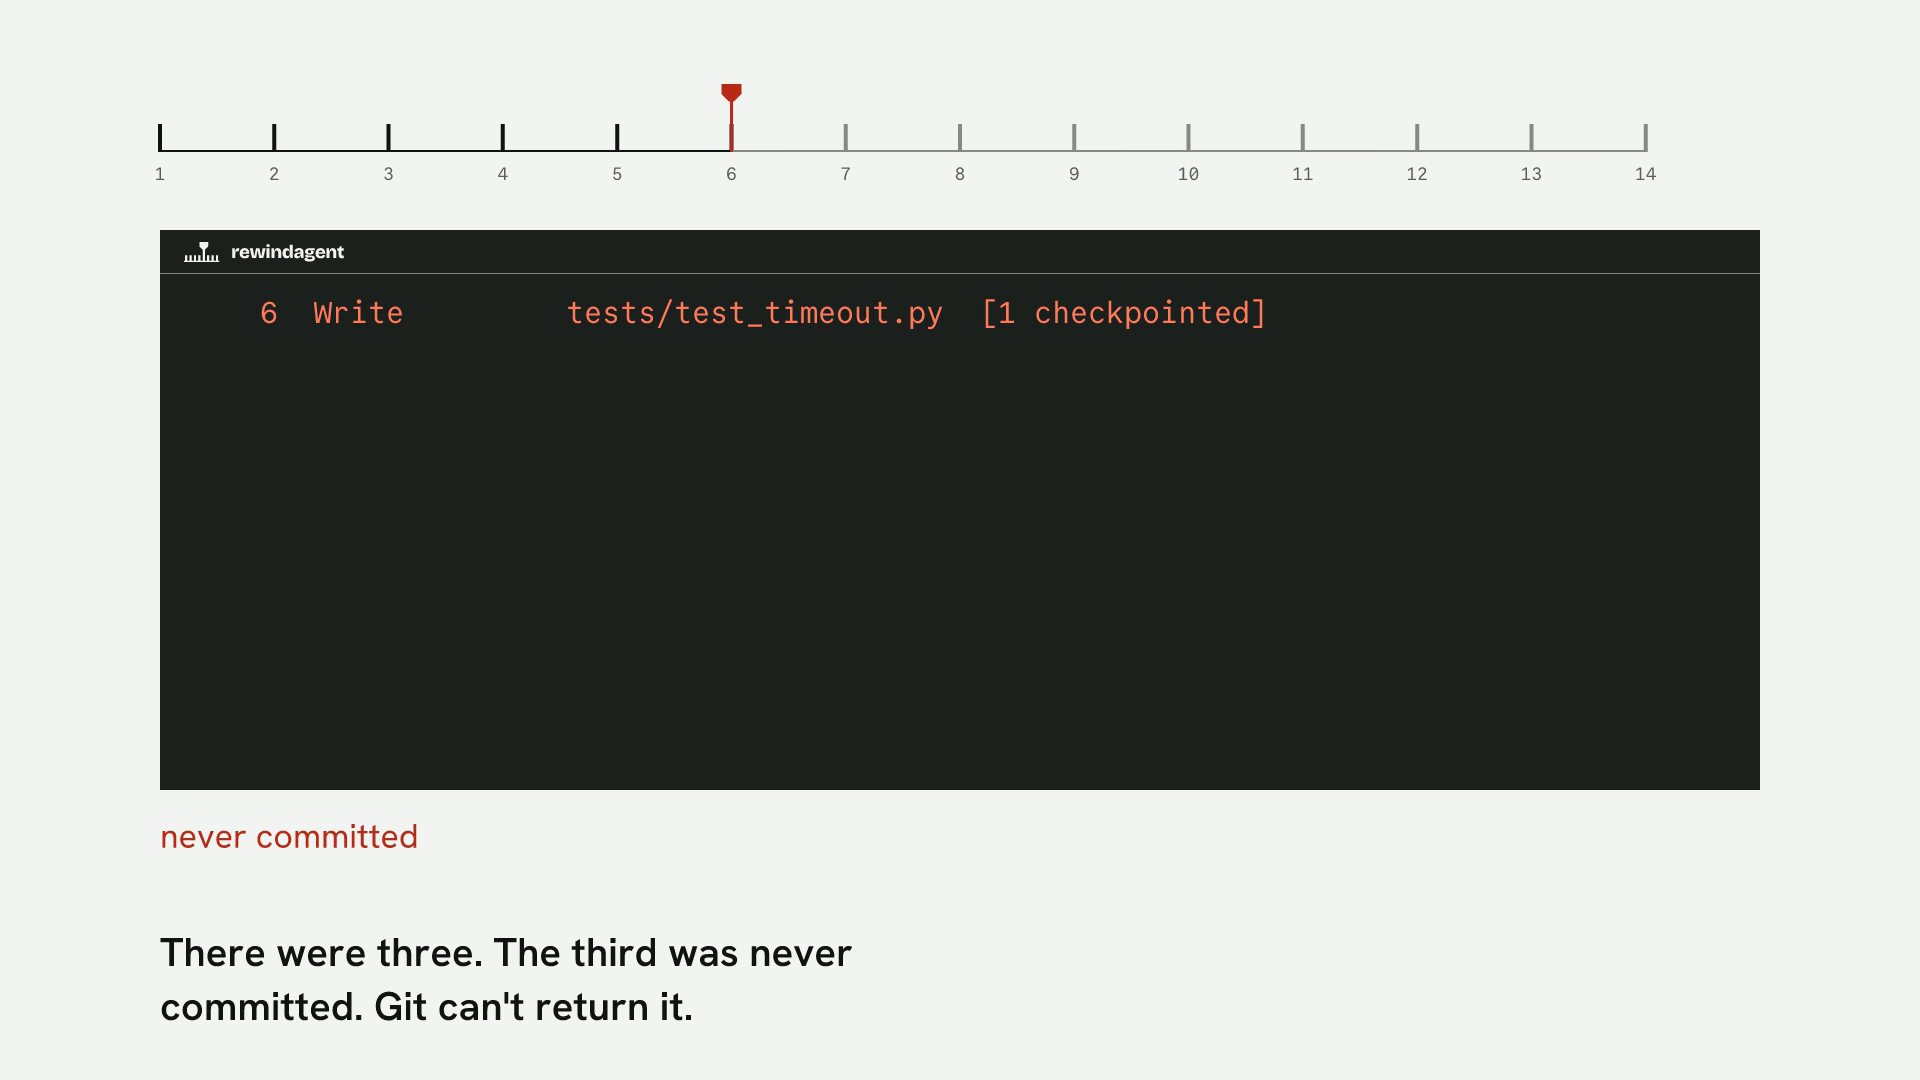 1 2 3 4 5 6 7 8 9 10 11 12 13 14
rewindagent
6 Write tests/test_timeout.py [1 checkpointed]
never committed
There were three. The third was never
committed. Git can't return it.